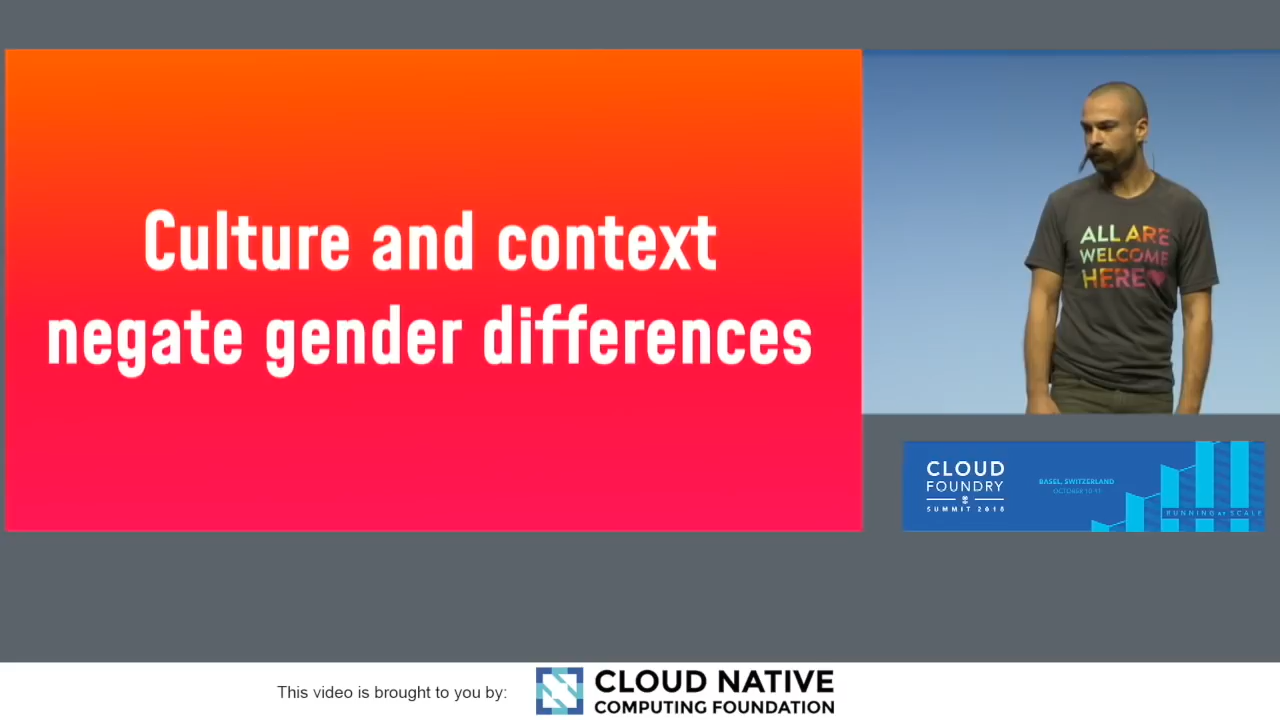 Culture and context
negate gender differences
ALL ARE
WELCOME
HERE
CLOUD
FOUNDRY
SUMMIT 2018
BASEL, SWITZERLAND
OCTOBER 10-11
RUNNING AT SCALE
This video is brought to you by:
CLOUD NATIVE
COMPUTING FOUNDATION